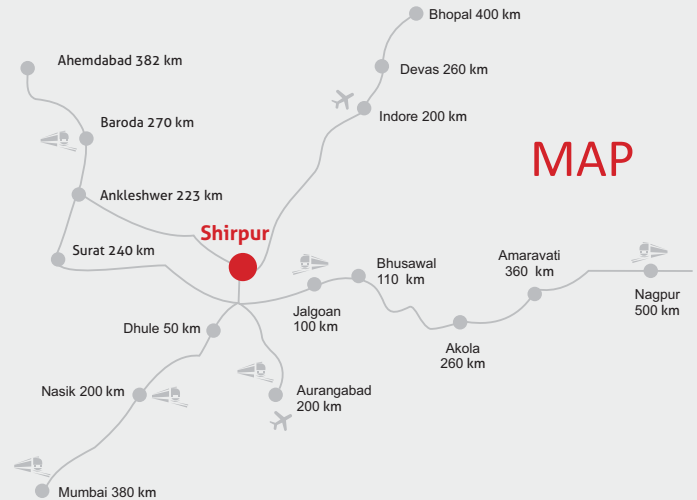 Bhopal 400 km
Ahemdabad 382 km
Devas 260 km
Indore 200 km
Baroda 270 km
MAP
Ankleshwer 223 km
Shirpur
Surat 240 km
Bhusawal
110 km
Amaravati
360 km
Nagpur
500 km
Jalgoan
100 km
Dhule 50 km
Akola
260 km
Nasik 200 km
Aurangabad
200 km
Mumbai 380 km